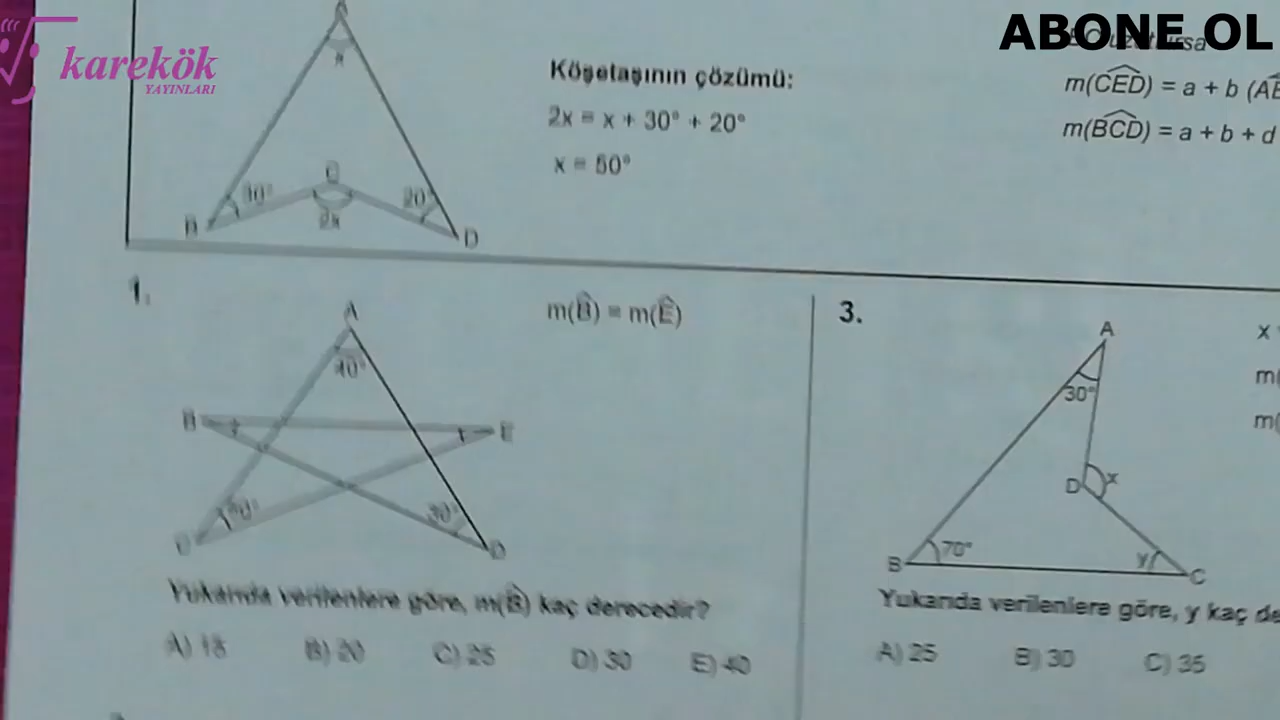 ABONE OL
karekök
YAYINLARI
A
x
C
30°
20°
2x
B
D
Köşetaşının çözümü:
2x = x + 30° + 20°
x = 50°
m(CED) = a + b
m(BCD) = a + b + d
1.
m(B) = m(E)
A
40°
B
E
30°
D
Yukarıda verilenlere göre, m(B) kaç derecedir?
A) 18 B) 20 C) 25 D) 30 E) 40
3.
A
30°
D
x
B
70°
y
C
Yukarıda verilenlere göre, y kaç
A) 25 B) 30 C) 35